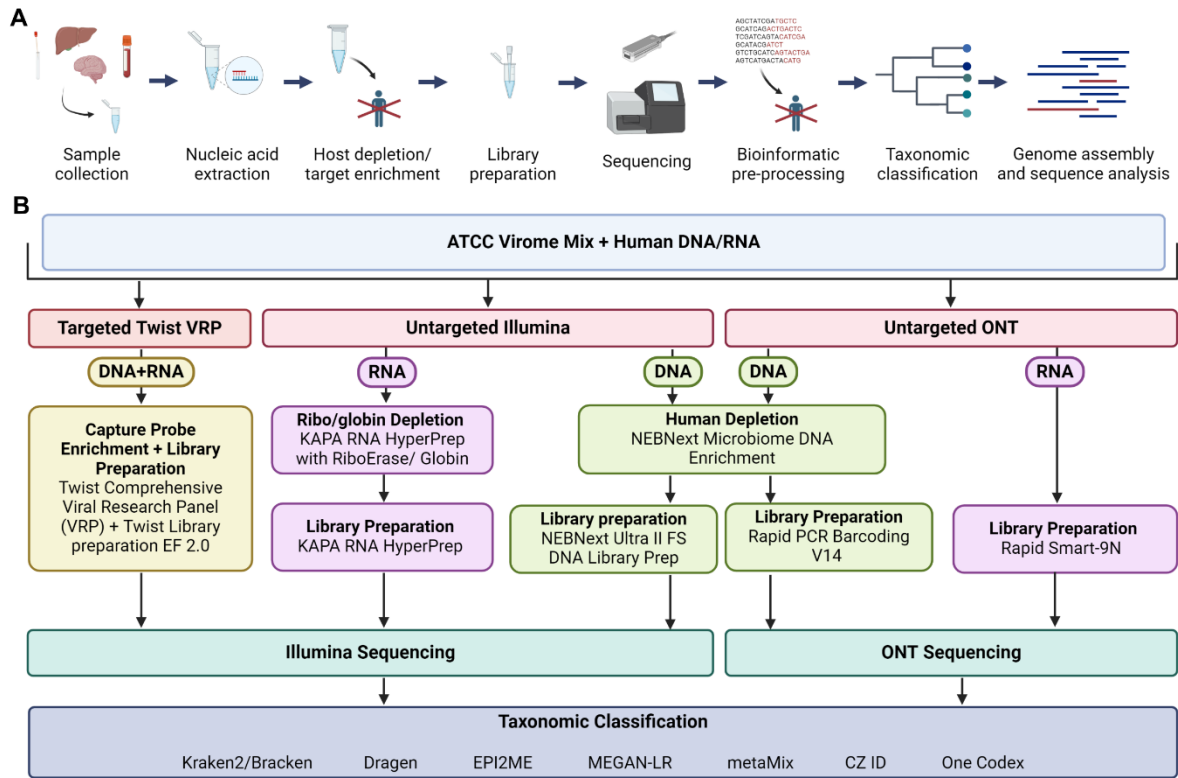 A
AGCTATCGATGCTC
GCATCAGACTGACTC
TCGATCAGTACATCGA
GCATACGATCT
GTCTGCATCAGTACTGA
AGTCATGACTACATG
Sample
collection
Nucleic acid
extraction
Host depletion/
target enrichment
Library
preparation
Sequencing
Bioinformatic
pre-processing
Taxonomic
classification
Genome assembly
and sequence analysis
B
ATCC Virome Mix + Human DNA/RNA
Targeted Twist VRP
Untargeted Illumina
Untargeted ONT
DNA+RNA
RNA
DNA
DNA
RNA
Capture Probe
Enrichment + Library
Preparation
Twist Comprehensive
Viral Research Panel
(VRP) + Twist Library
preparation EF 2.0
Ribo/globin Depletion
KAPA RNA HyperPrep
with RiboErase/ Globin
Human Depletion
NEBNext Microbiome DNA
Enrichment
Library Preparation
KAPA RNA HyperPrep
Library preparation
NEBNext Ultra II FS
DNA Library Prep
Library Preparation
Rapid PCR Barcoding
V14
Library Preparation
Rapid Smart-9N
Illumina Sequencing
ONT Sequencing
Taxonomic Classification
Kraken2/Bracken Dragen EPI2ME MEGAN-LR metaMix CZ ID One Codex